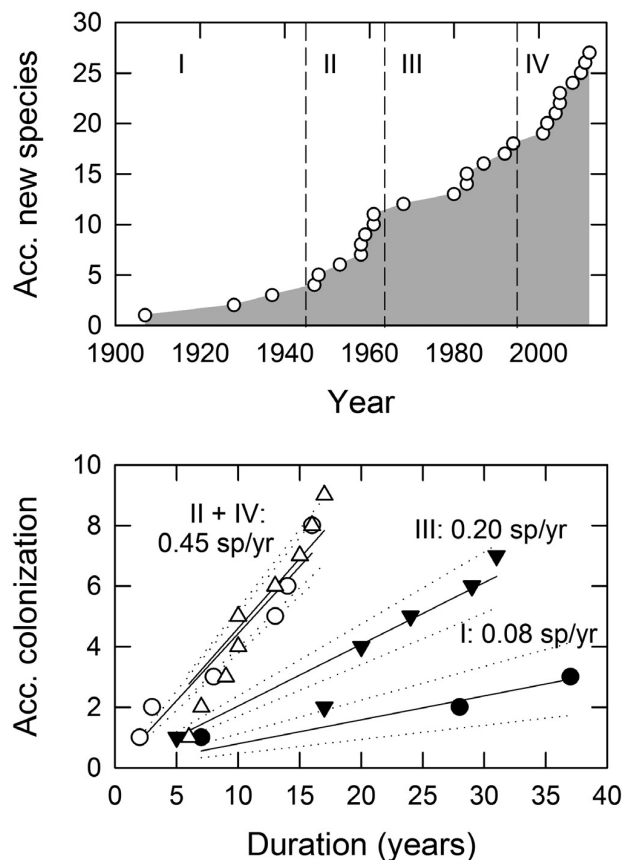 30
25
20
15
10
5
0
Acc. new species
I II III IV
1900 1920 1940 1960 1980 2000
Year
10
8
6
4
2
0
Acc. colonization
II + IV:
0.45 sp/yr
III: 0.20 sp/yr
I: 0.08 sp/yr
0 5 10 15 20 25 30 35 40
Duration (years)